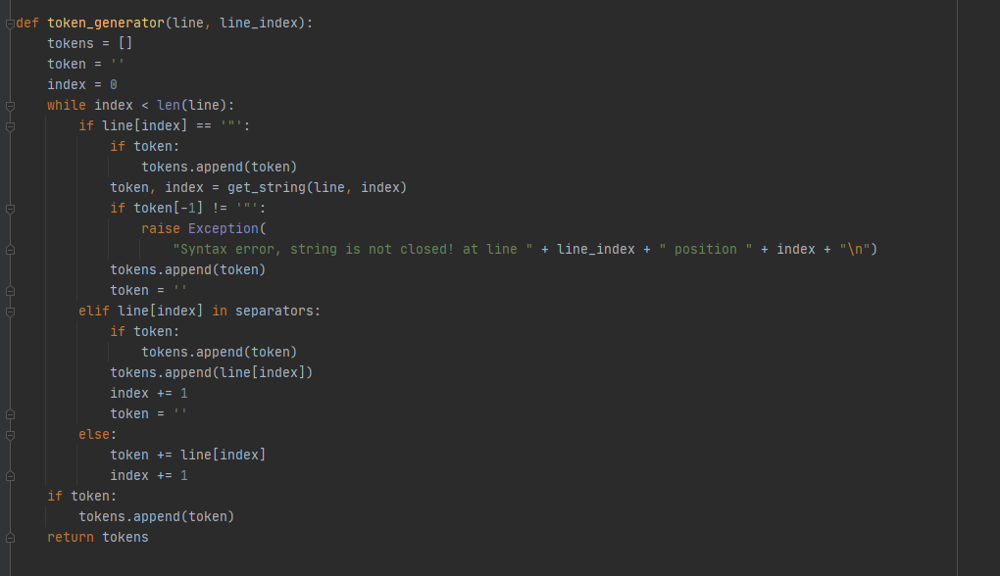 def token_generator(line, line_index):
    tokens = []
    token = ''
    index = 0
    while index < len(line):
        if line[index] == '"':
            if token:
                tokens.append(token)
            token, index = get_string(line, index)
            if token[-1] != '"':
                raise Exception(
                    "Syntax error, string is not closed! at line " + line_index + " position " + index + "\n")
            tokens.append(token)
            token = ''
        elif line[index] in separators:
            if token:
                tokens.append(token)
            tokens.append(line[index])
            index += 1
            token = ''
        else:
            token += line[index]
            index += 1
    if token:
        tokens.append(token)
    return tokens